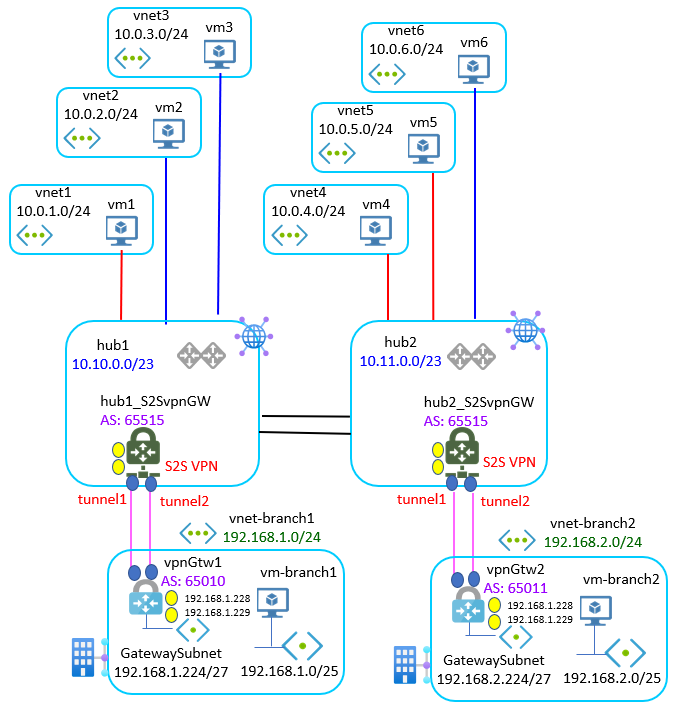 vnet3
10.0.3.0/24
vm3
vnet2
10.0.2.0/24
vm2
vnet1
10.0.1.0/24
vm1
vnet6
10.0.6.0/24
vm6
vnet5
10.0.5.0/24
vm5
vnet4
10.0.4.0/24
vm4
hub1
10.10.0.0/23
hub1_S2SvpnGW
AS: 65515
S2S VPN
tunnel1
tunnel2
hub2
10.11.0.0/23
hub2_S2SvpnGW
AS: 65515
S2S VPN
tunnel1
tunnel2
vnet-branch1
192.168.1.0/24
vpnGtw1
AS: 65010
192.168.1.228
192.168.1.229
vm-branch1
GatewaySubnet
192.168.1.224/27
192.168.1.0/25
vnet-branch2
192.168.2.0/24
vpnGtw2
AS: 65011
192.168.1.228
192.168.1.229
vm-branch2
GatewaySubnet
192.168.2.224/27
192.168.2.0/25